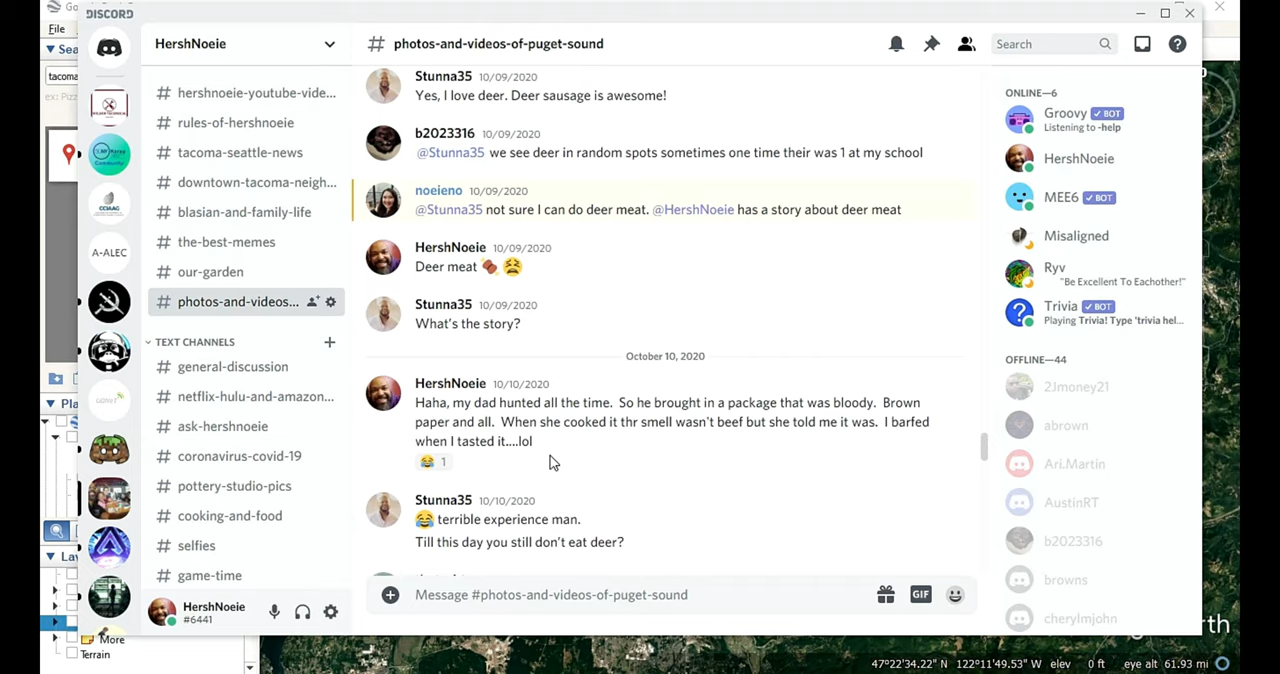 Go
File
Sea
tacoma
ex: Piz
Pla
Lay
More
Terrain
DISCORD
CCIAAG
A-ALEC
HershNoeie
# hershnoeie-youtube-vide...
# rules-of-hershnoeie
# tacoma-seattle-news
# downtown-tacoma-neigh...
# blasian-and-family-life
# the-best-memes
# our-garden
# photos-and-videos...
TEXT CHANNELS
# general-discussion
# netflix-hulu-and-amazon...
# ask-hershnoeie
# coronavirus-covid-19
# pottery-studio-pics
# cooking-and-food
# selfies
# game-time
HershNoeie
#6441
# photos-and-videos-of-puget-sound
Search
Stunna35 10/09/2020
Yes, I love deer. Deer sausage is awesome!
b2023316 10/09/2020
@Stunna35 we see deer in random spots sometimes one time their was 1 at my school
noeieno 10/09/2020
@Stunna35 not sure I can do deer meat. @HershNoeie has a story about deer meat
HershNoeie 10/09/2020
Deer meat 🍖 😫
Stunna35 10/09/2020
What's the story?
October 10, 2020
HershNoeie 10/10/2020
Haha, my dad hunted all the time. So he brought in a package that was bloody. Brown
paper and all. When she cooked it thr smell wasn't beef but she told me it was. I barfed
when I tasted it....lol
😂 1
Stunna35 10/10/2020
😂 terrible experience man.
Till this day you still don't eat deer?
Message #photos-and-videos-of-puget-sound
GIF
ONLINE—6
Groovy ✓ BOT
Listening to -help
HershNoeie
MEE6 ✓ BOT
Misaligned
Ryv
"Be Excellent To Eachother!"
Trivia ✓ BOT
Playing Trivia! Type 'trivia hel...
OFFLINE—44
2Jmoney21
abrown
Ari.Martin
AustinRT
b2023316
browns
cherylmjohn
rth
47°22'34.22" N 122°11'49.53" W elev 0 ft eye alt 61.93 mi